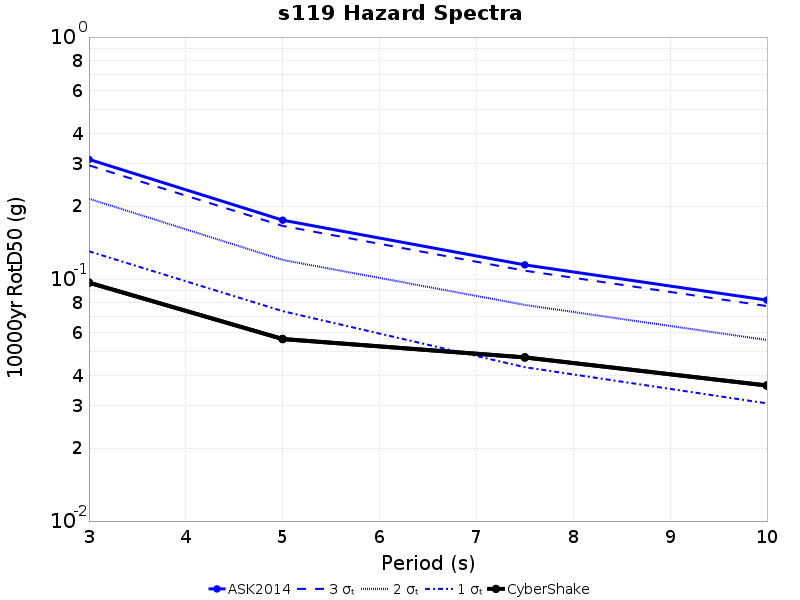 s119 Hazard Spectra
10000yr RotD50 (g)
10⁰
8
6
4
3
2
10⁻¹
8
6
4
3
2
10⁻²
3 4 5 6 7 8 9 10
Period (s)
ASK2014 3 σₜ 2 σₜ 1 σₜ CyberShake